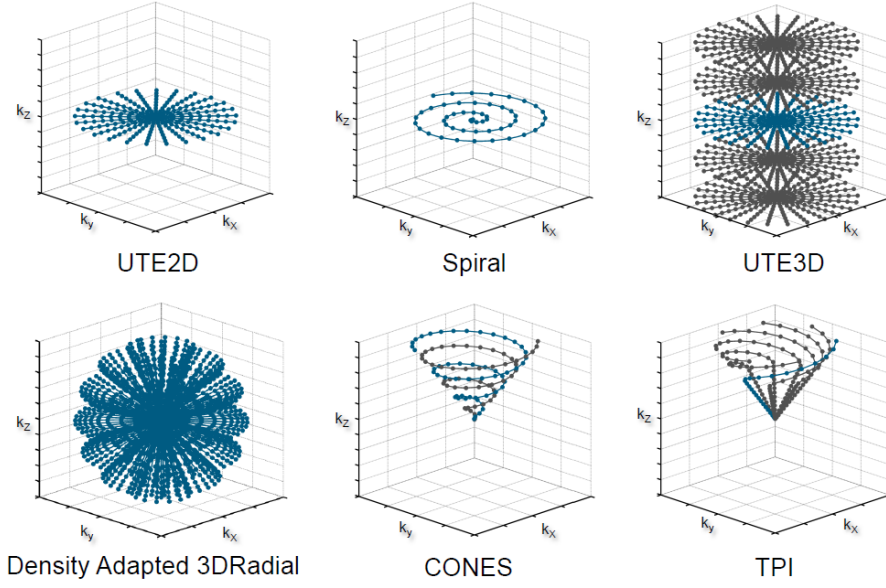 kZ
ky
kX
UTE2D
kZ
ky
kX
Spiral
kZ
ky
kX
UTE3D
kZ
ky
kX
Density Adapted 3DRadial
kZ
ky
kX
CONES
kZ
ky
kX
TPI